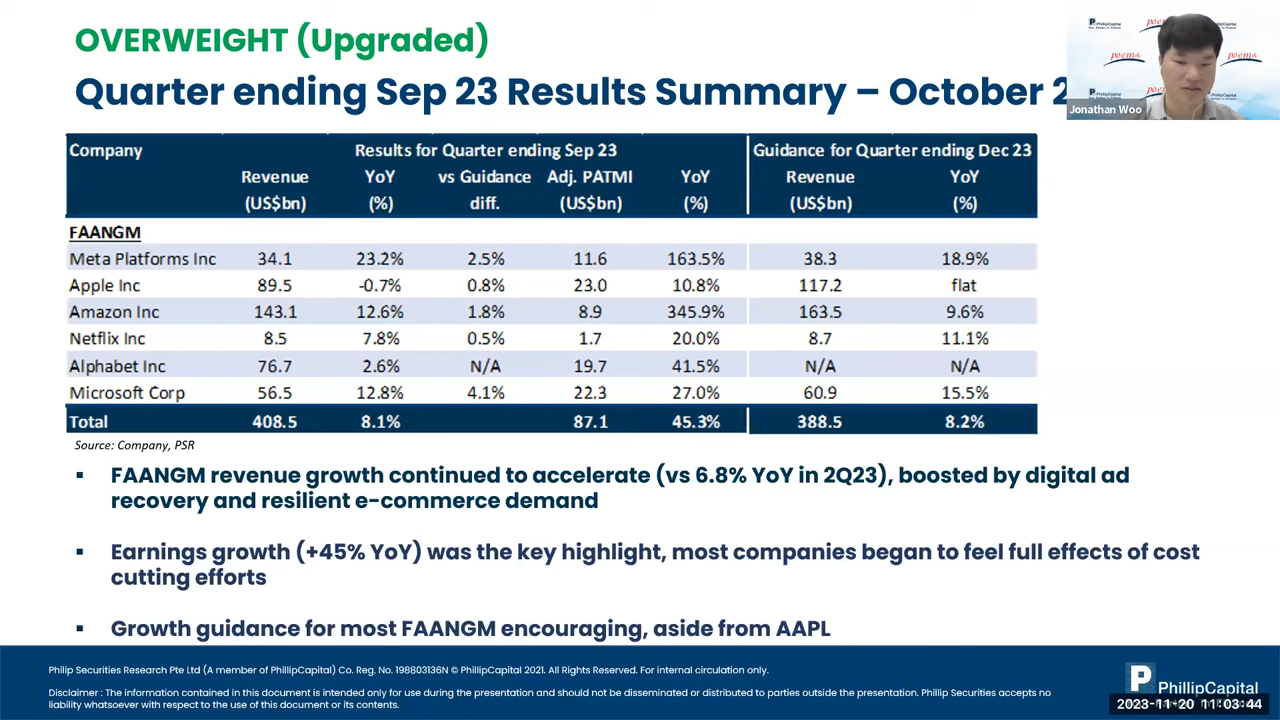 OVERWEIGHT (Upgraded)
Quarter ending Sep 23 Results Summary – October 2
PhillipCapital
poems
PhillipCapital
poems
poems
PhillipCapital
PhillipCapital
Jonathan Woo
Company Results for Quarter ending Sep 23 Guidance for Quarter ending Dec 23
Revenue YoY vs Guidance Adj. PATMI YoY Revenue YoY
(US$bn) (%) diff. (US$bn) (%) (US$bn) (%)
FAANGM
Meta Platforms Inc 34.1 23.2% 2.5% 11.6 163.5% 38.3 18.9%
Apple Inc 89.5 -0.7% 0.8% 23.0 10.8% 117.2 flat
Amazon Inc 143.1 12.6% 1.8% 8.9 345.9% 163.5 9.6%
Netflix Inc 8.5 7.8% 0.5% 1.7 20.0% 8.7 11.1%
Alphabet Inc 76.7 2.6% N/A 19.7 41.5% N/A N/A
Microsoft Corp 56.5 12.8% 4.1% 22.3 27.0% 60.9 15.5%
Total 408.5 8.1% 87.1 45.3% 388.5 8.2%
Source: Company, PSR
▪ FAANGM revenue growth continued to accelerate (vs 6.8% YoY in 2Q23), boosted by digital ad
recovery and resilient e-commerce demand
▪ Earnings growth (+45% YoY) was the key highlight, most companies began to feel full effects of cost
cutting efforts
▪ Growth guidance for most FAANGM encouraging, aside from AAPL
Philip Securities Research Pte Ltd (A member of PhillipCapital) Co. Reg. No. 198803136N © PhillipCapital 2021. All Rights Reserved. For internal circulation only.
Disclaimer : The information contained in this document is intended only for use during the presentation and should not be disseminated or distributed to parties outside the presentation. Phillip Securities accepts no
liability whatsoever with respect to the use of this document or its contents.
P PhillipCapital
2023-11-20 11:03:44